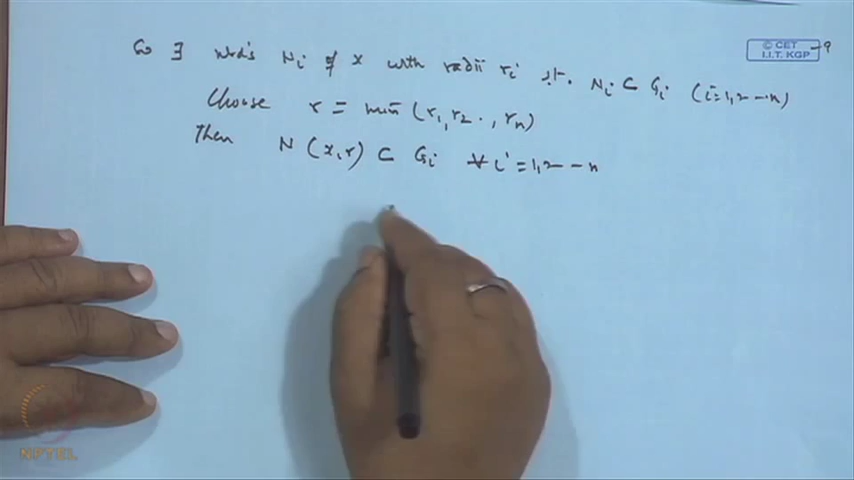 So ∃ nbd's Nᵢ of x with radii rᵢ s.t. Nᵢ ⊂ Gᵢ (i=1,2 --- n)
Choose r = min (r₁, r₂ .., rₙ)
Then N (x,r) ⊂ Gᵢ ∀ i = 1,2 -- n
© CET
I.I.T. KGP
NPTEL